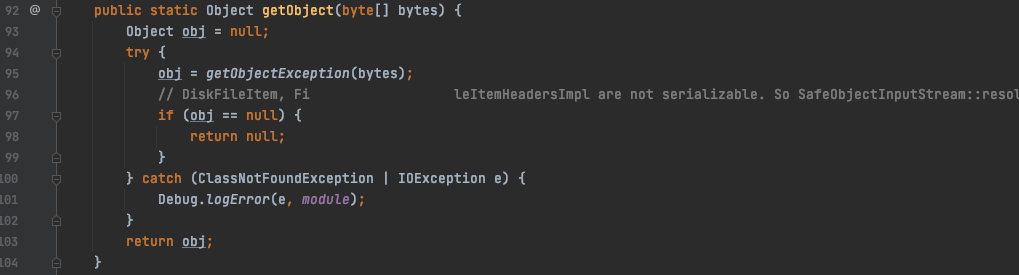 92 @ public static Object getObject(byte[] bytes) {
93 Object obj = null;
94 try {
95 obj = getObjectException(bytes);
96 // DiskFileItem, Fi leItemHeadersImpl are not serializable. So SafeObjectInputStream::resol
97 if (obj == null) {
98 return null;
99 }
100 } catch (ClassNotFoundException | IOException e) {
101 Debug.logError(e, module);
102 }
103 return obj;
104 }